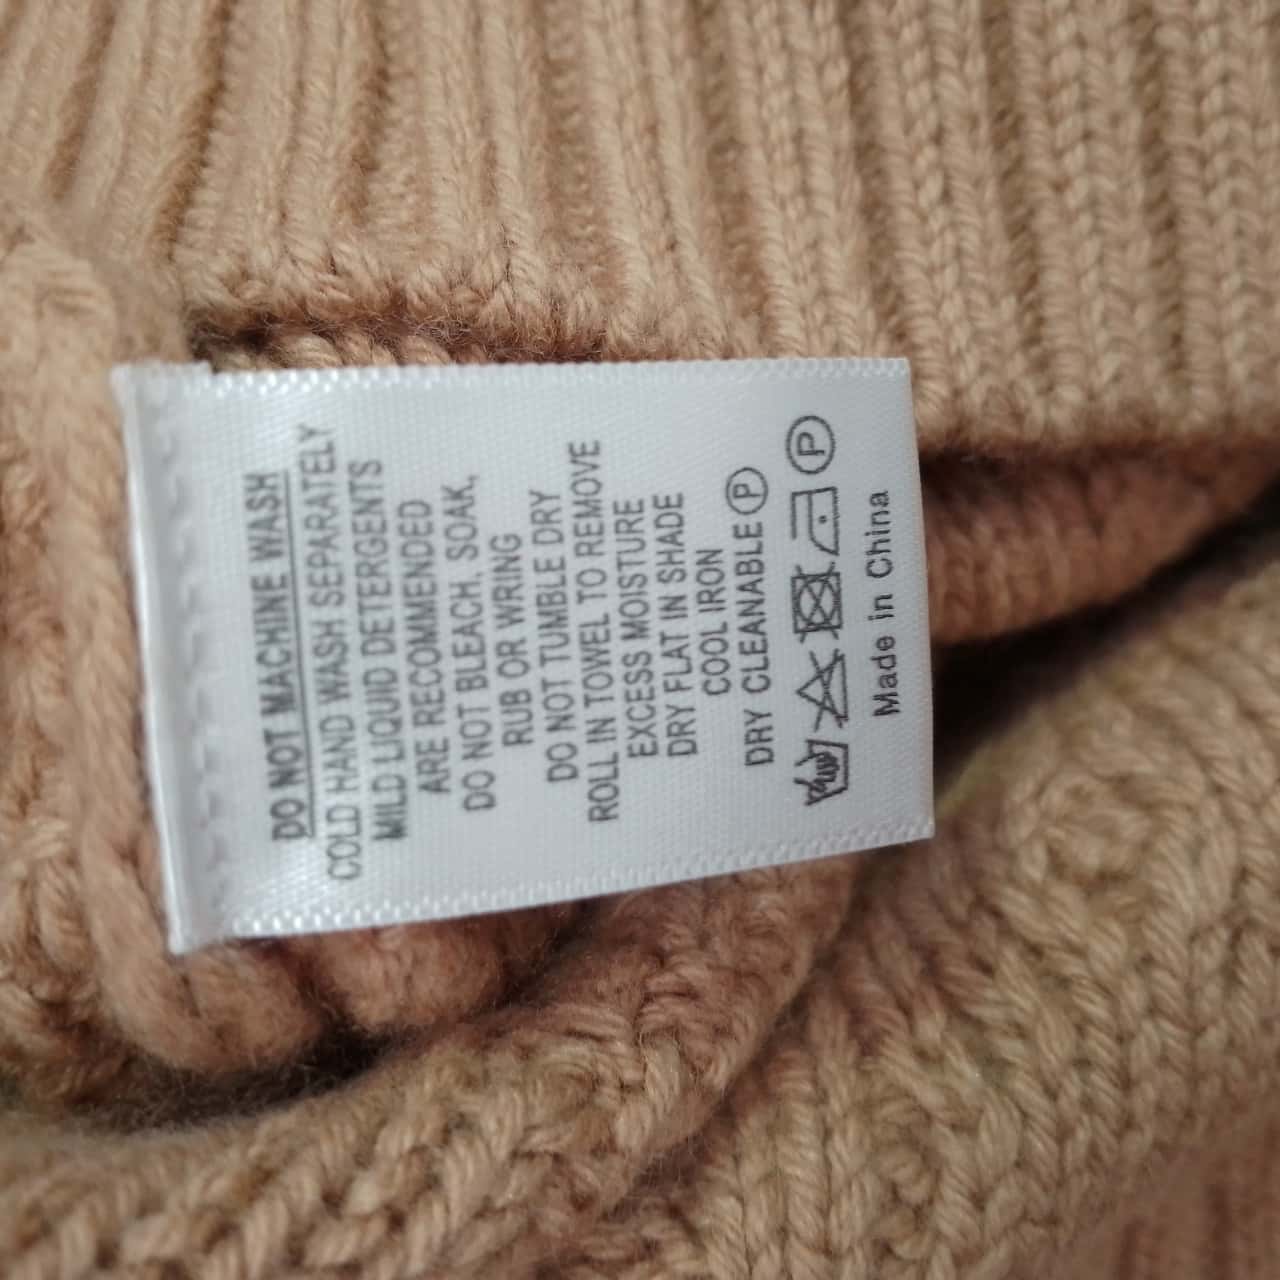 DO NOT MACHINE WASH
COLD HAND WASH SEPARATELY
MILD LIQUID DETERGENTS
ARE RECOMMENDED
DO NOT BLEACH, SOAK,
RUB OR WRING
DO NOT TUMBLE DRY
ROLL IN TOWEL TO REMOVE
EXCESS MOISTURE
DRY FLAT IN SHADE
COOL IRON
DRY CLEANABLE P
P
Made in China